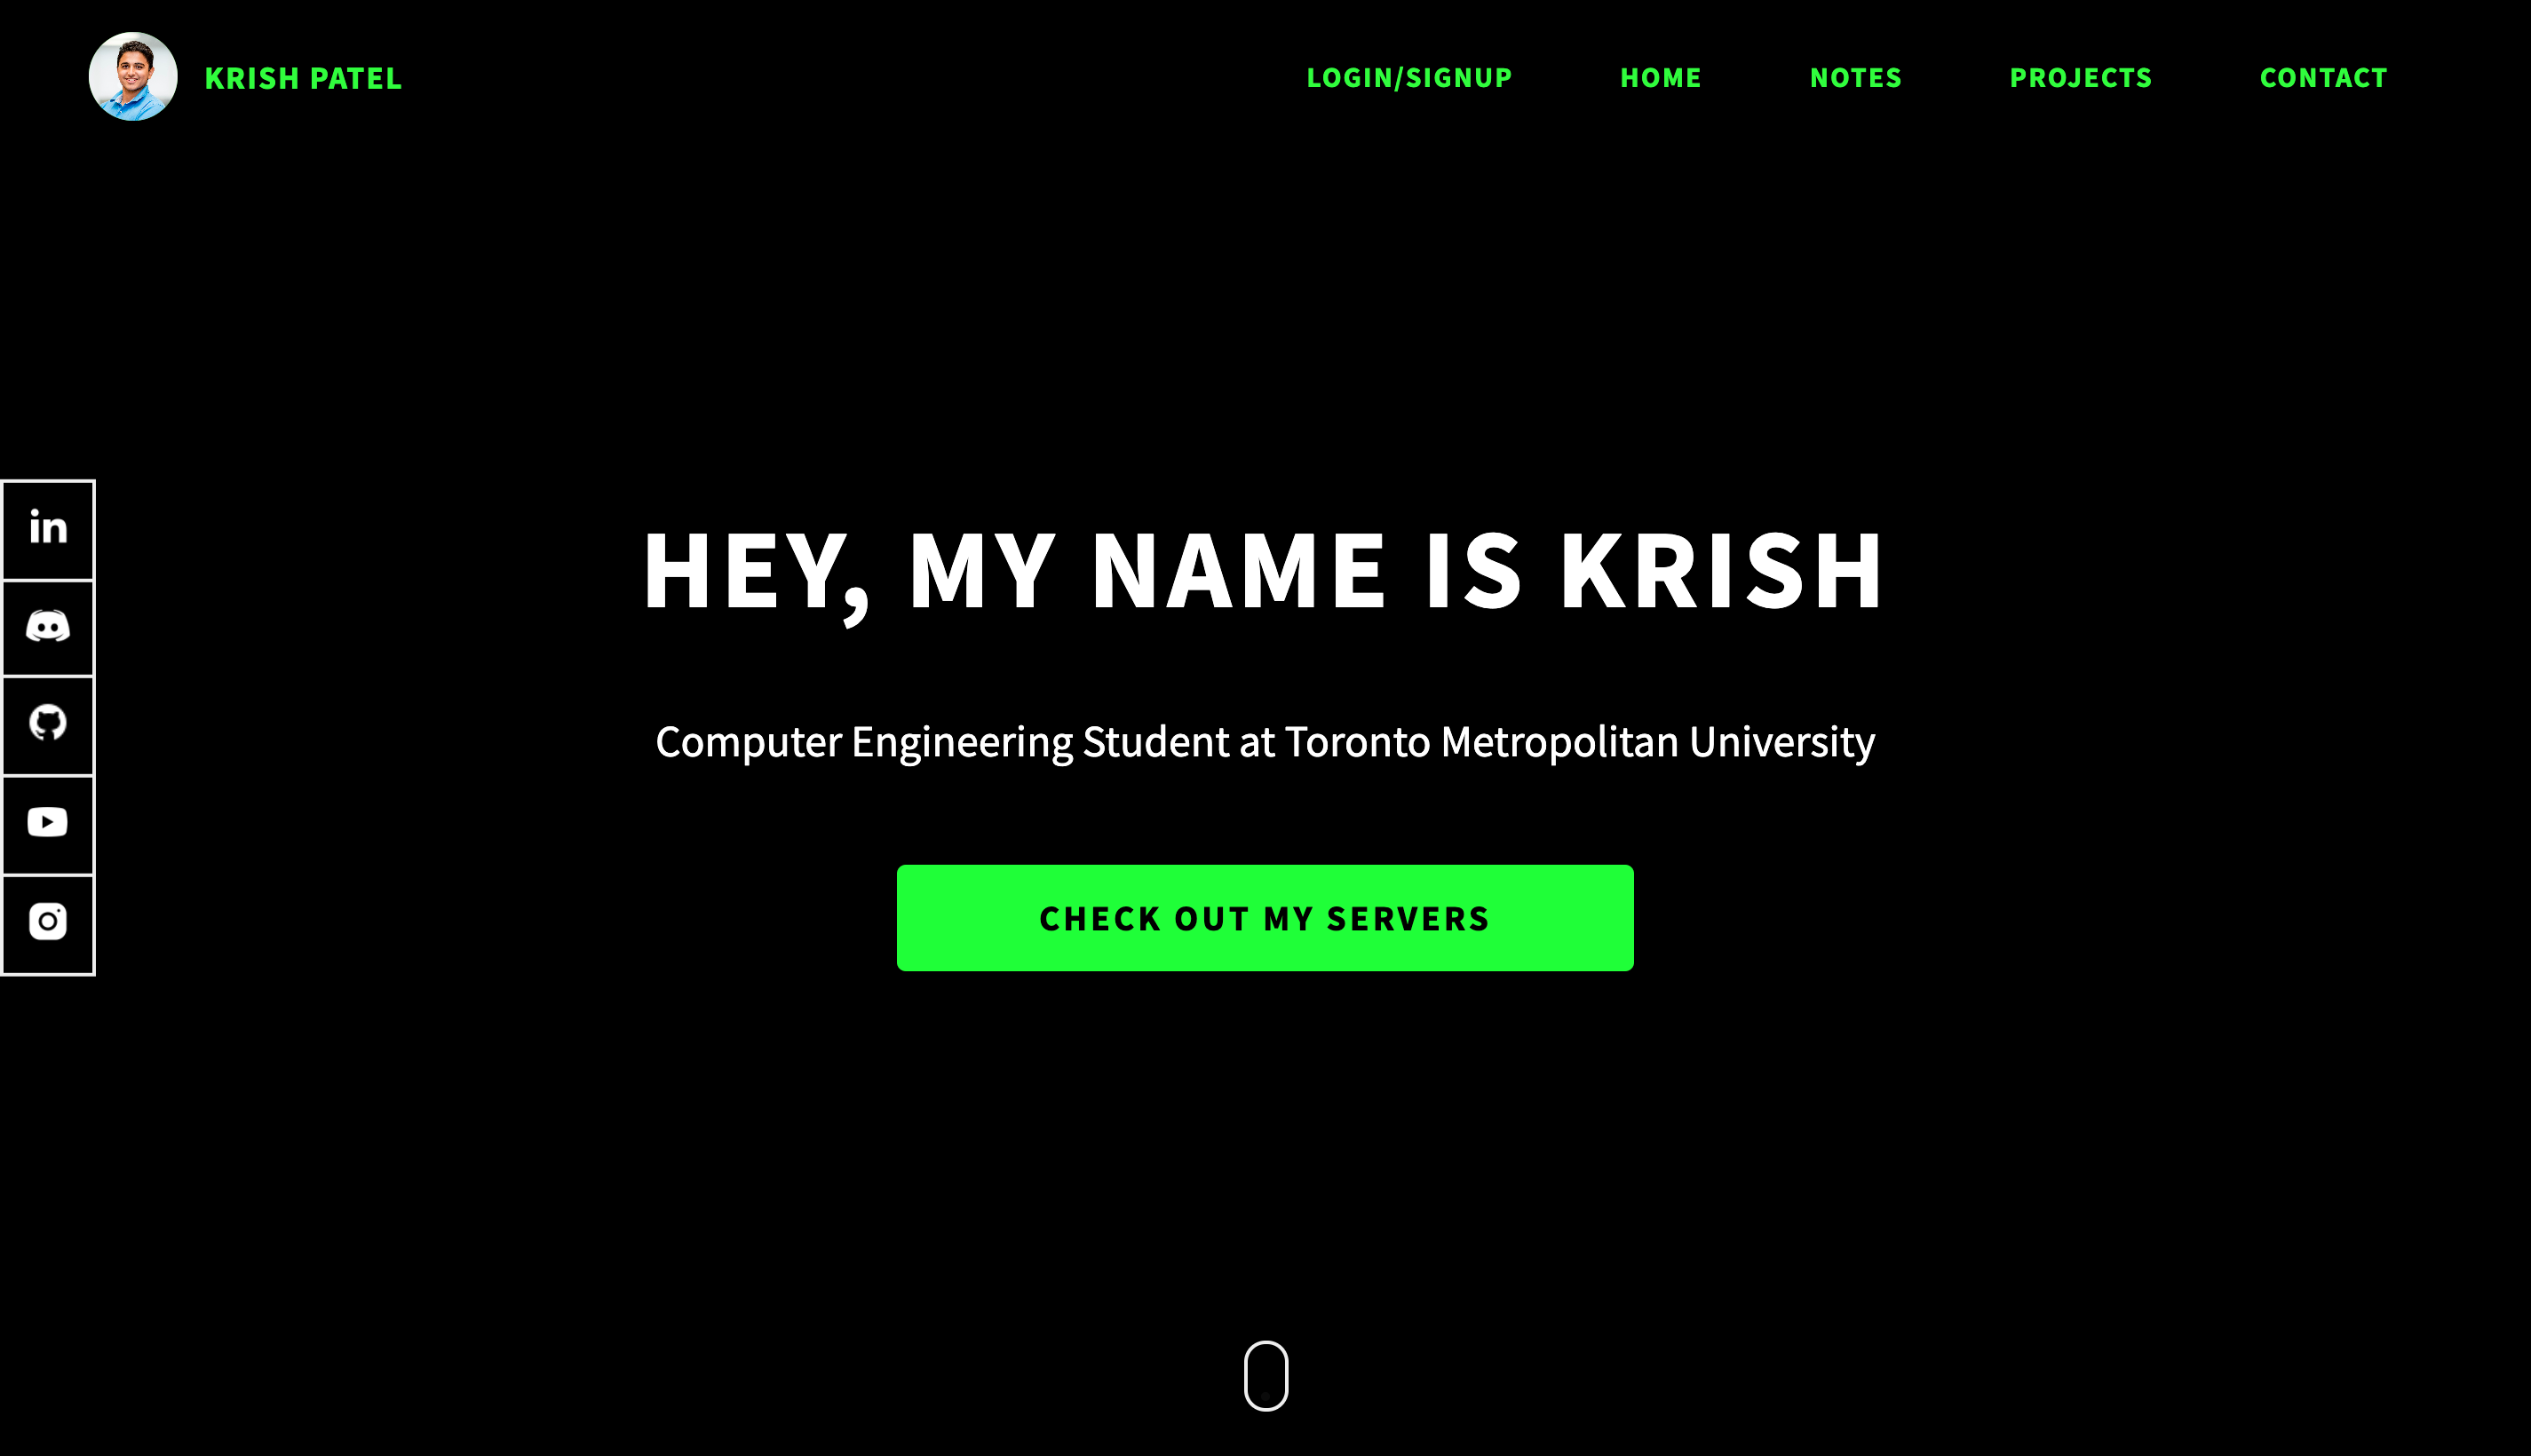 KRISH PATEL
LOGIN/SIGNUP
HOME
NOTES
PROJECTS
CONTACT
in
HEY, MY NAME IS KRISH
Computer Engineering Student at Toronto Metropolitan University
CHECK OUT MY SERVERS